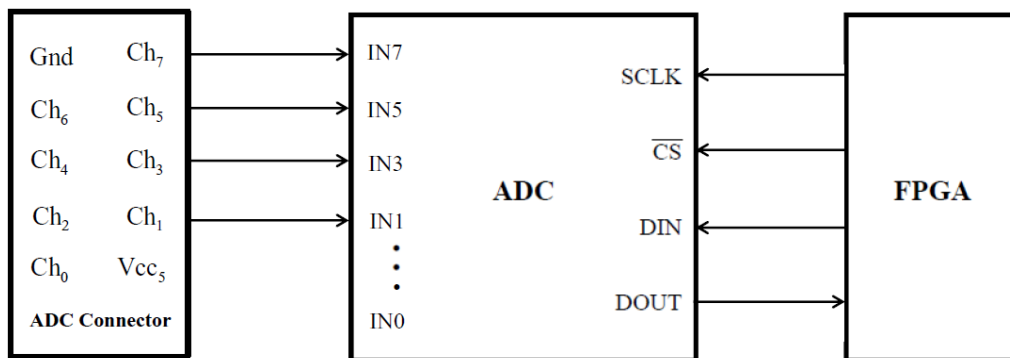 Gnd Ch₇
Ch₆ Ch₅
Ch₄ Ch₃
Ch₂ Ch₁
Ch₀ Vcc₅
ADC Connector
IN7
IN5
IN3
IN1
IN0
ADC
SCLK
C̅S̅
DIN
DOUT
FPGA